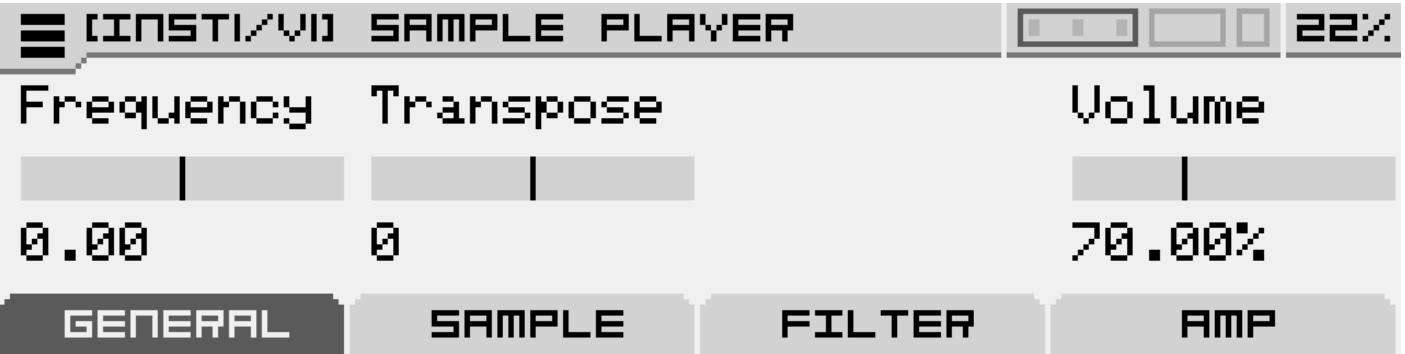 [INST1/V1] SAMPLE PLAYER 22%
Frequency Transpose Volume
0.00 0 70.00%
GENERAL SAMPLE FILTER AMP